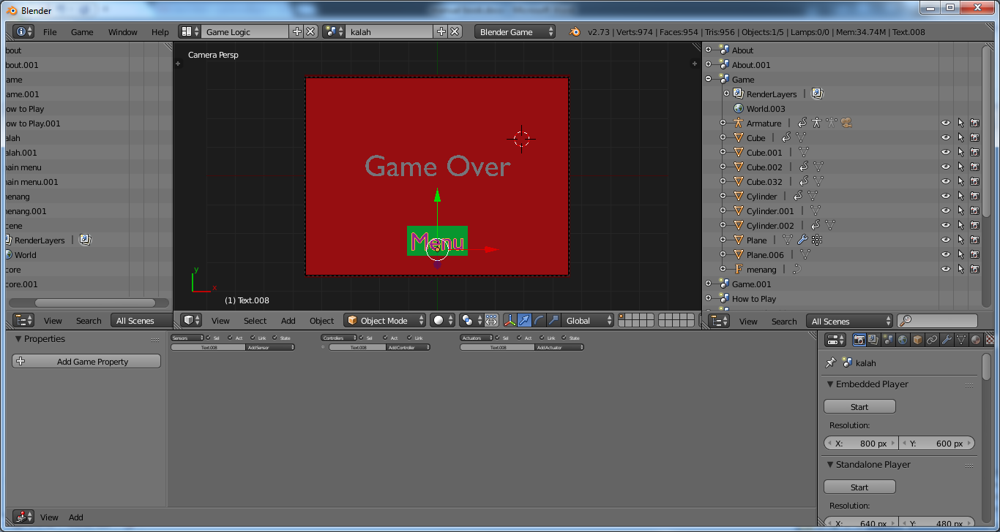 Blender
File Game Window Help Game Logic kalah Blender Game v2.73 | Verts:974 | Faces:954 | Tris:956 | Objects:1/5 | Lamps:0/0 | Mem:34.74M | Text.008
bout
bout.001
ame
ame.001
ow to Play
ow to Play.001
alah
alah.001
ain menu
ain menu.001
enang
enang.001
cene
RenderLayers |
World
core
core.001
View Search All Scenes
Camera Persp
Game Over
Menu
y
x
(1) Text.008
View Select Add Object Object Mode Global
About
About.001
Game
RenderLayers |
World.003
Armature |
Cube |
Cube.001 |
Cube.002 |
Cube.032 |
Cylinder |
Cylinder.001 |
Cylinder.002 |
Plane |
Plane.006 |
menang |
Game.001
How to Play
View Search All Scenes
Properties
Add Game Property
Sensors Sel Act Link State
Text.008 Add Sensor
Controllers Sel Act Link
Text.008 Add Controller
Actuators Sel Act Link State
Text.008 Add Actuator
View Add
kalah
Embedded Player
Start
Resolution:
X: 800 px Y: 600 px
Standalone Player
Start
Resolution:
X: 640 px Y: 480 px